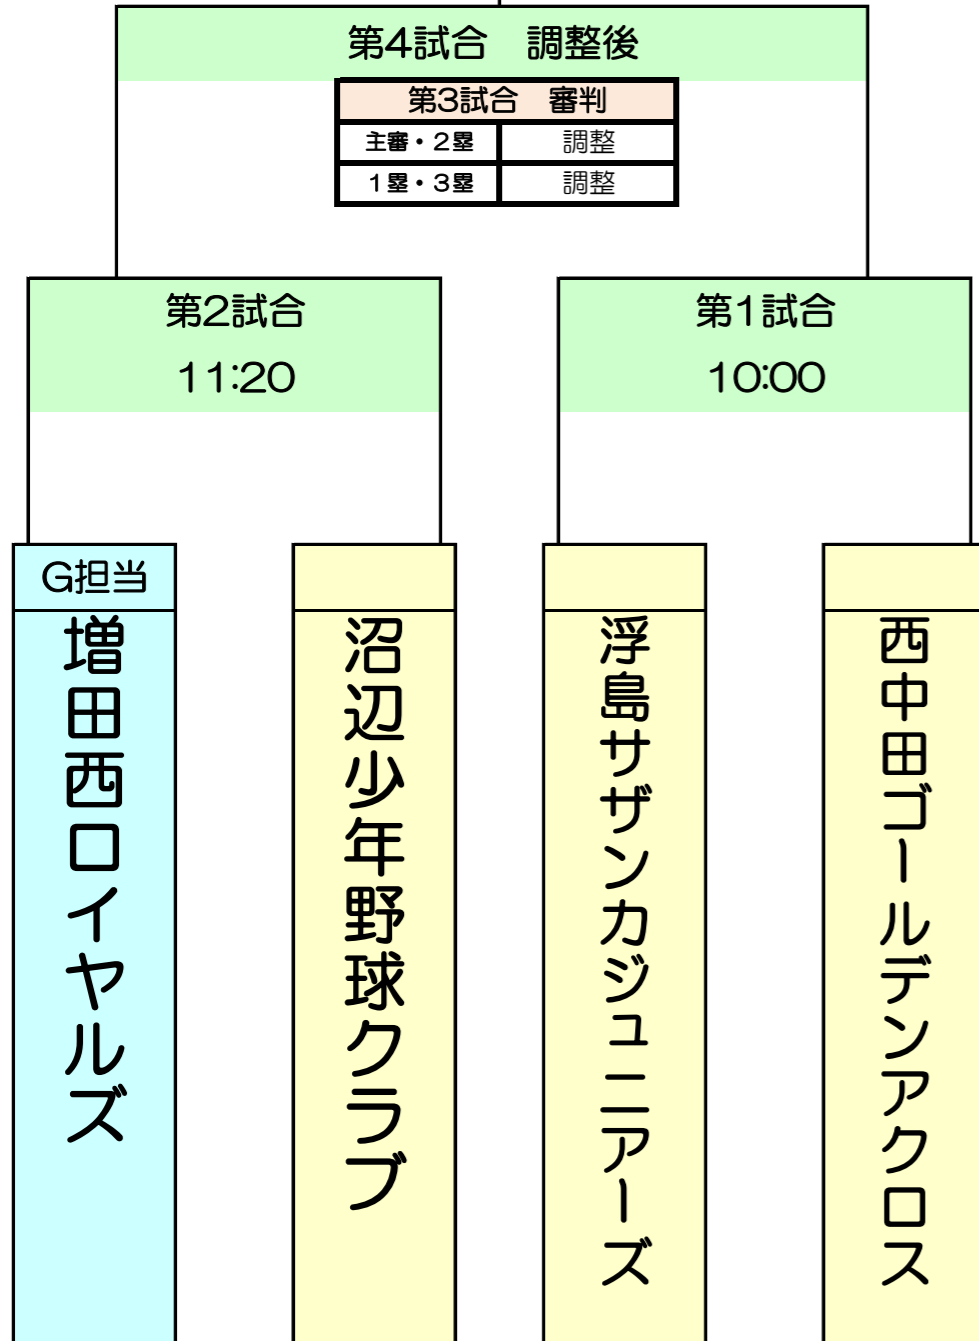 第4試合　調整後
第3試合　審判
主審・2塁　調整
1塁・3塁　調整
第2試合
11:20
第1試合
10:00
G担当
増田西ロイヤルズ
沼辺少年野球クラブ
浮島サザンカジュニアーズ
西中田ゴールデンアクロス